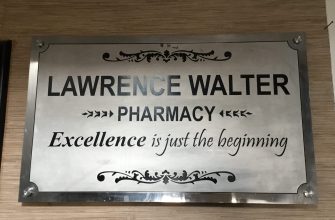 LAWRENCE WALTER
PHARMACY
Excellence is just the beginning